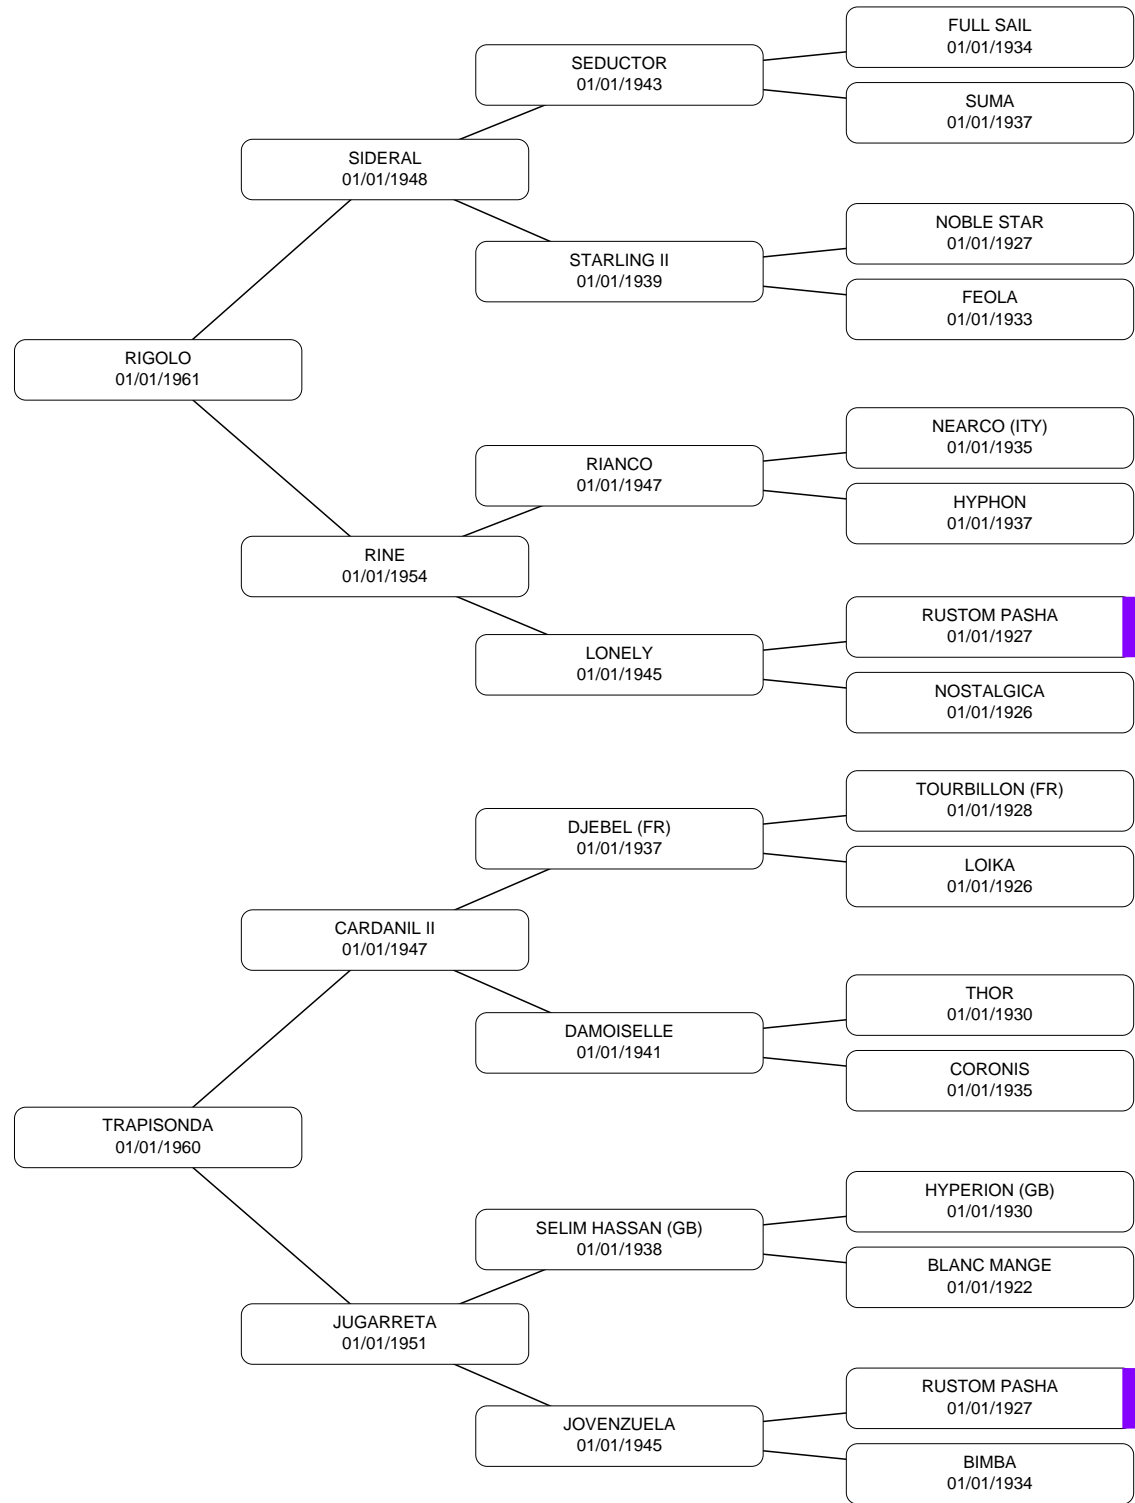 FULL SAIL
01/01/1934
SEDUCTOR
01/01/1943
SUMA
01/01/1937
SIDERAL
01/01/1948
NOBLE STAR
01/01/1927
STARLING II
01/01/1939
FEOLA
01/01/1933
RIGOLO
01/01/1961
NEARCO (ITY)
01/01/1935
RIANCO
01/01/1947
HYPHON
01/01/1937
RINE
01/01/1954
RUSTOM PASHA
01/01/1927
LONELY
01/01/1945
NOSTALGICA
01/01/1926
TOURBILLON (FR)
01/01/1928
DJEBEL (FR)
01/01/1937
LOIKA
01/01/1926
CARDANIL II
01/01/1947
THOR
01/01/1930
DAMOISELLE
01/01/1941
CORONIS
01/01/1935
TRAPISONDA
01/01/1960
HYPERION (GB)
01/01/1930
SELIM HASSAN (GB)
01/01/1938
BLANC MANGE
01/01/1922
JUGARRETA
01/01/1951
RUSTOM PASHA
01/01/1927
JOVENZUELA
01/01/1945
BIMBA
01/01/1934